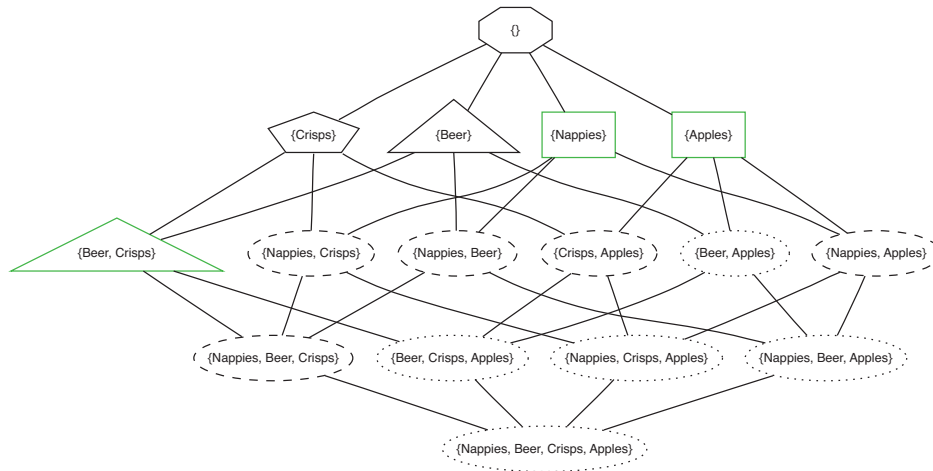 {}
{Crisps}
{Beer}
{Nappies}
{Apples}
{Beer, Crisps}
{Nappies, Crisps}
{Nappies, Beer}
{Crisps, Apples}
{Beer, Apples}
{Nappies, Apples}
{Nappies, Beer, Crisps}
{Beer, Crisps, Apples}
{Nappies, Crisps, Apples}
{Nappies, Beer, Apples}
{Nappies, Beer, Crisps, Apples}